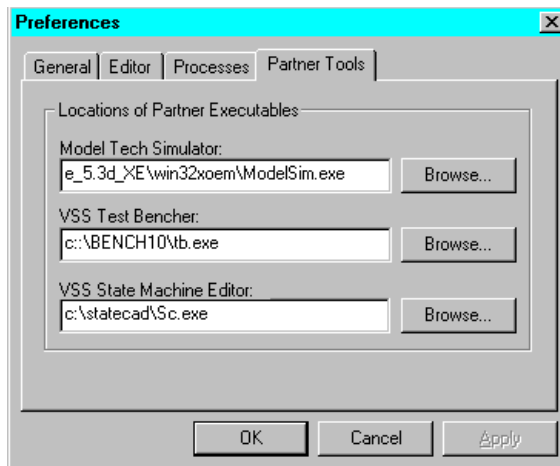 Preferences
General Editor Processes Partner Tools
Locations of Partner Executables
Model Tech Simulator:
e_5.3d_XE\win32xoem\ModelSim.exe Browse...
VSS Test Bencher:
c::\BENCH10\tb.exe Browse...
VSS State Machine Editor:
c:\statecad\Sc.exe Browse...
OK Cancel Apply